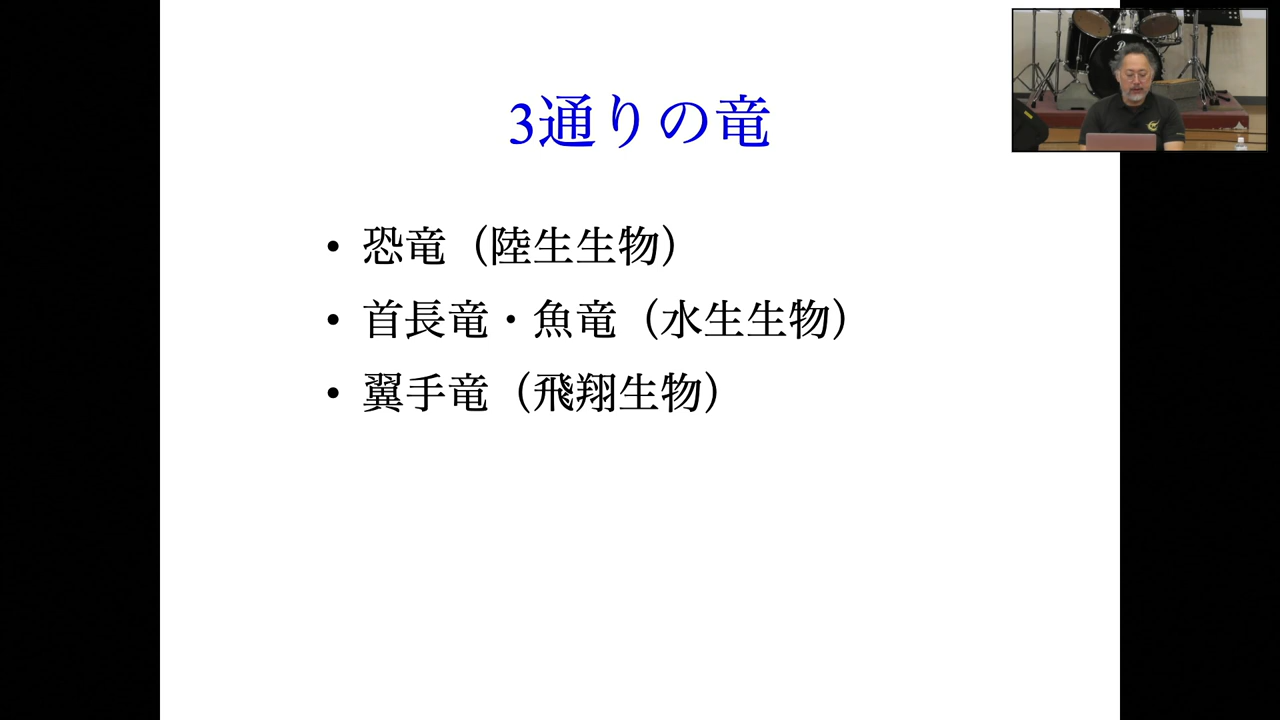 3通りの竜
• 恐竜（陸生生物）
• 首長竜・魚竜（水生生物）
• 翼手竜（飛翔生物）